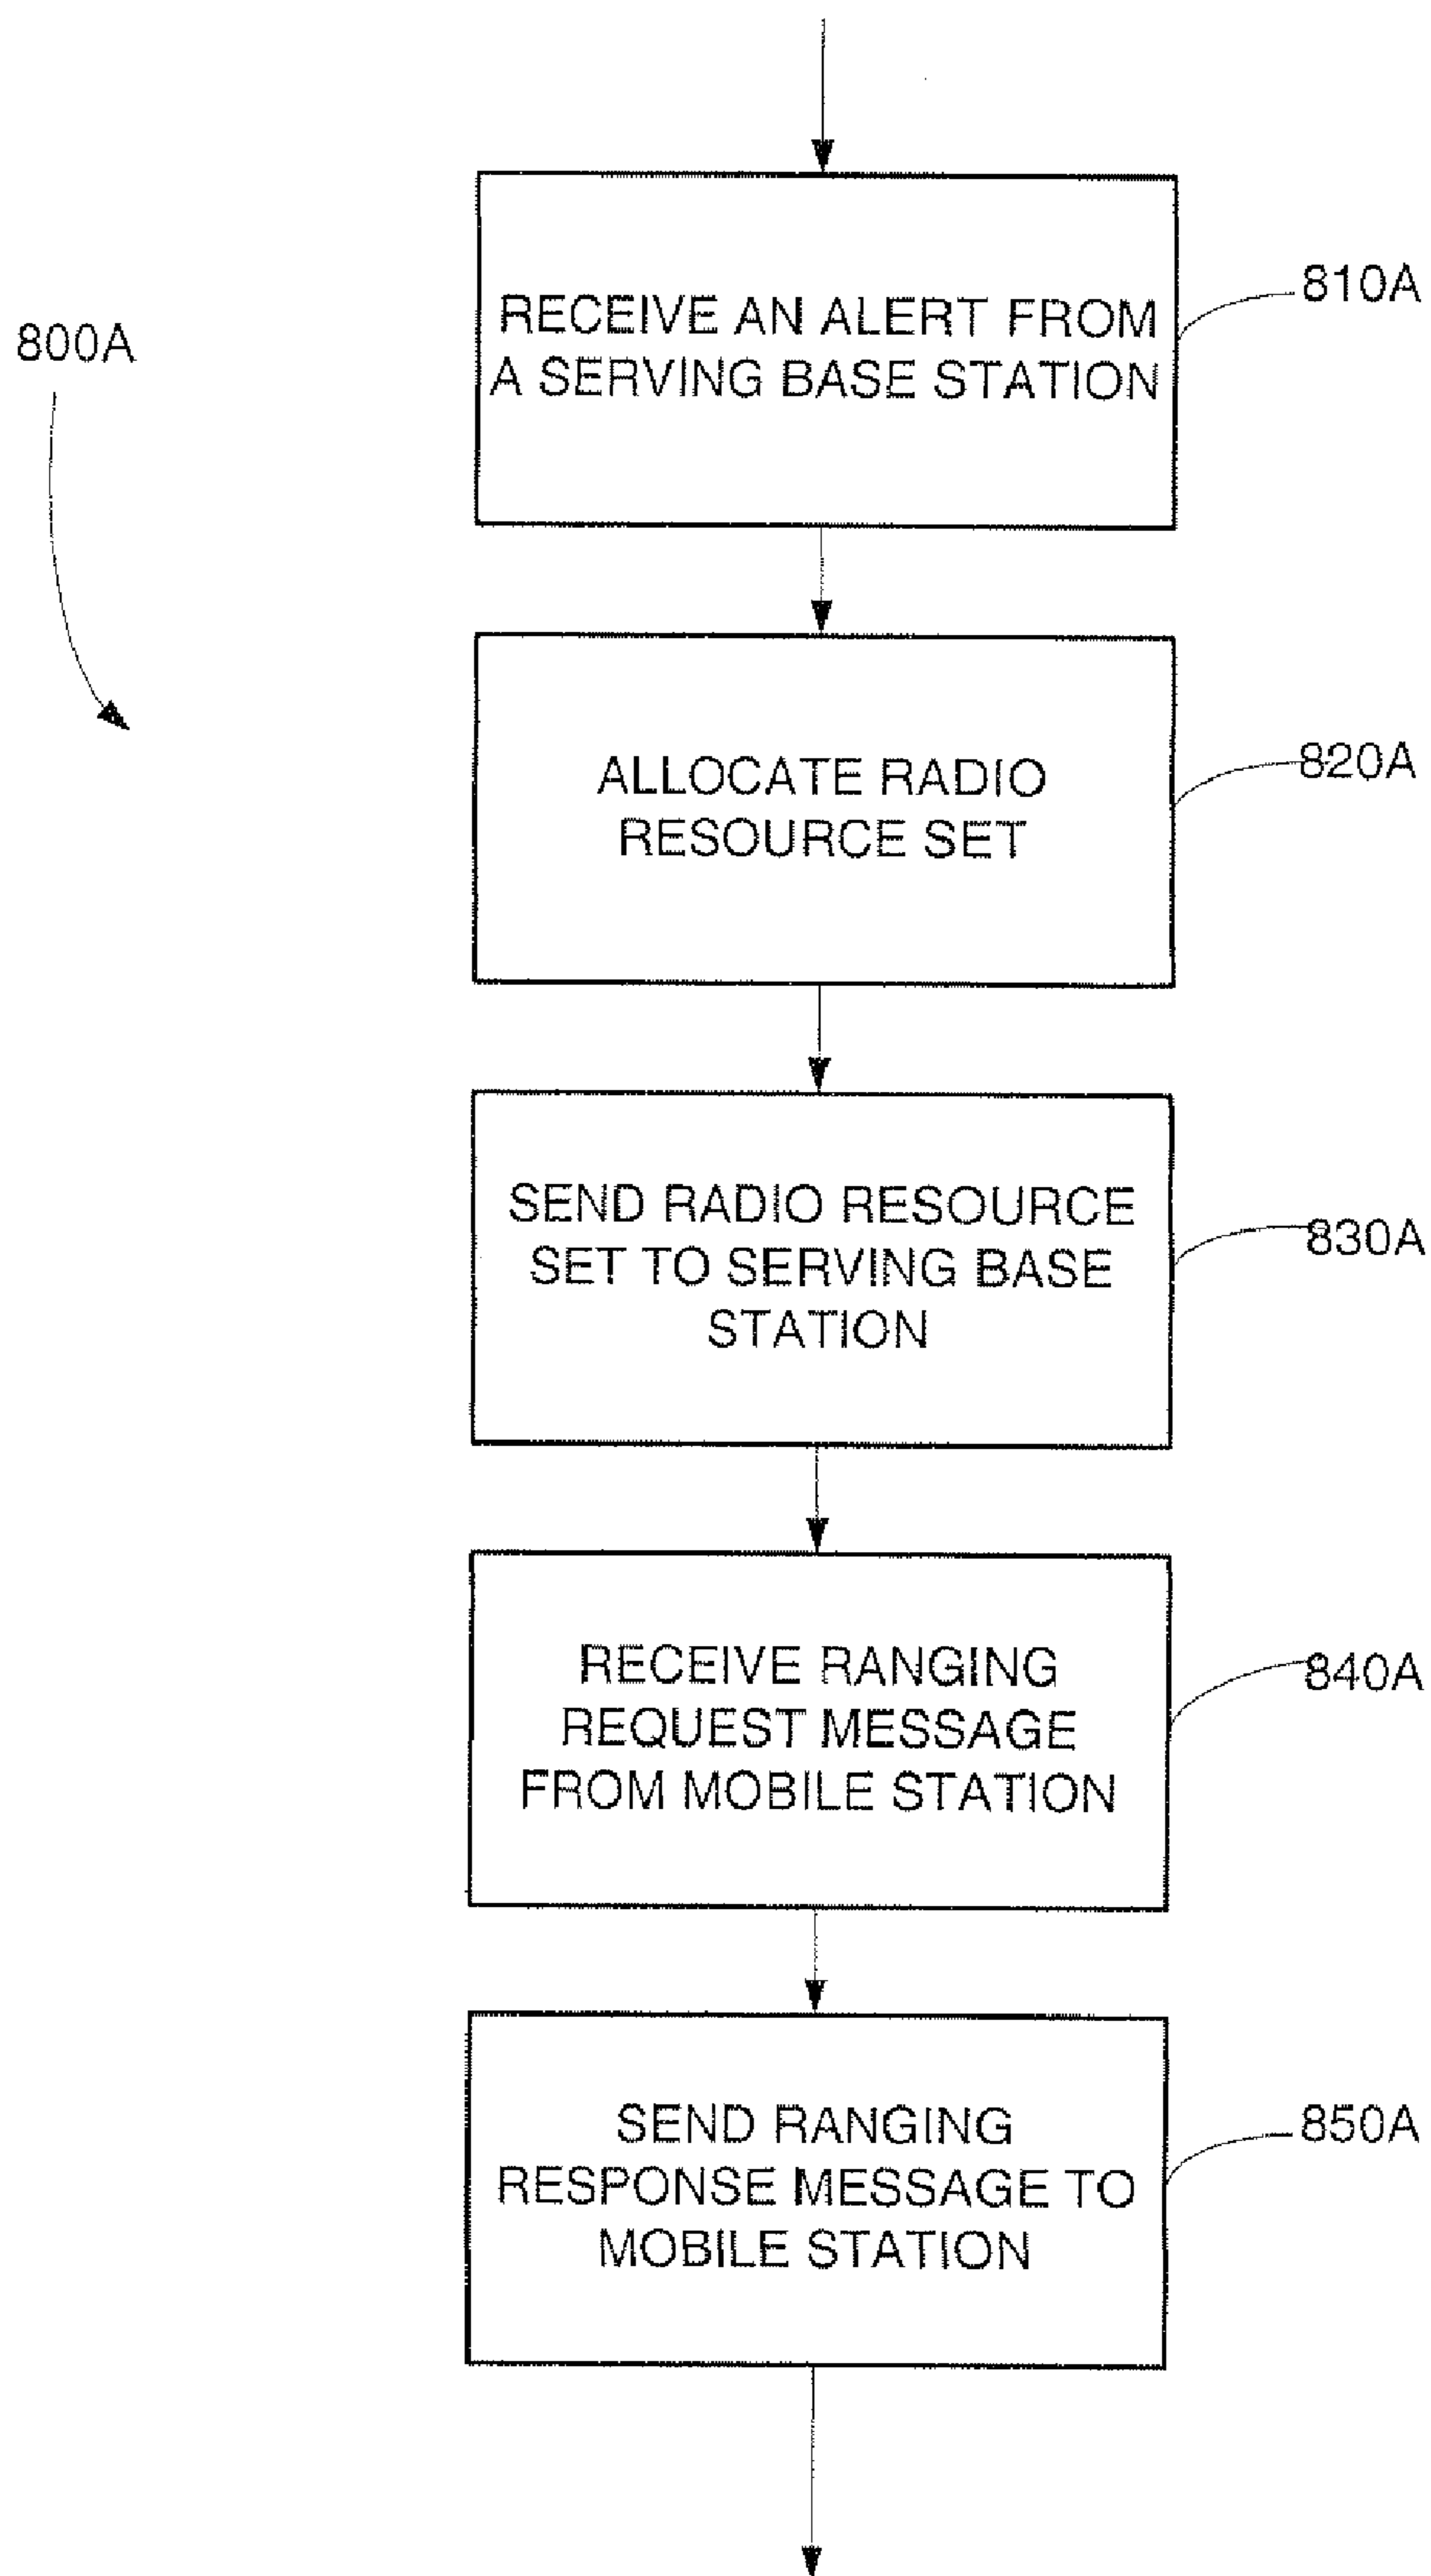 810A
RECEIVE AN ALERT FROM
A SERVING BASE STATION
800A
820A
ALLOCATE RADIO
RESOURCE SET
830A
SEND RADIO RESOURCE
SET TO SERVING BASE
STATION
840A
RECEIVE RANGING
REQUEST MESSAGE
FROM MOBILE STATION
850A
SEND RANGING
RESPONSE MESSAGE TO
MOBILE STATION